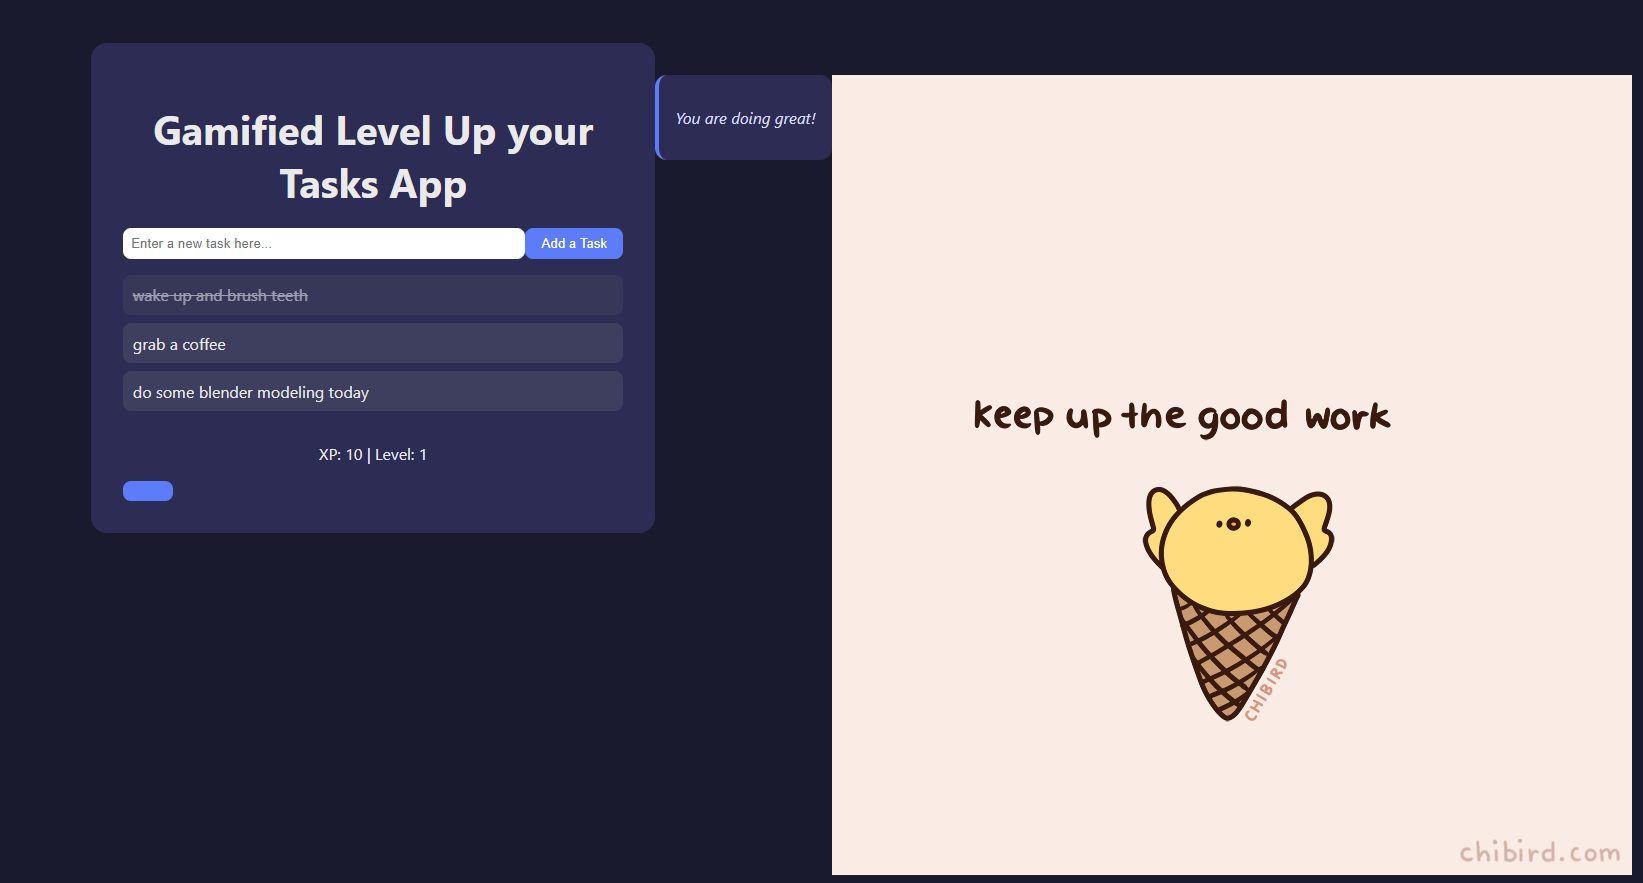 Gamified Level Up your
Tasks App
Enter a new task here...
Add a Task
wake up and brush teeth
grab a coffee
do some blender modeling today
XP: 10 | Level: 1
You are doing great!
keep up the good work
CHIBIRD
chibird.com